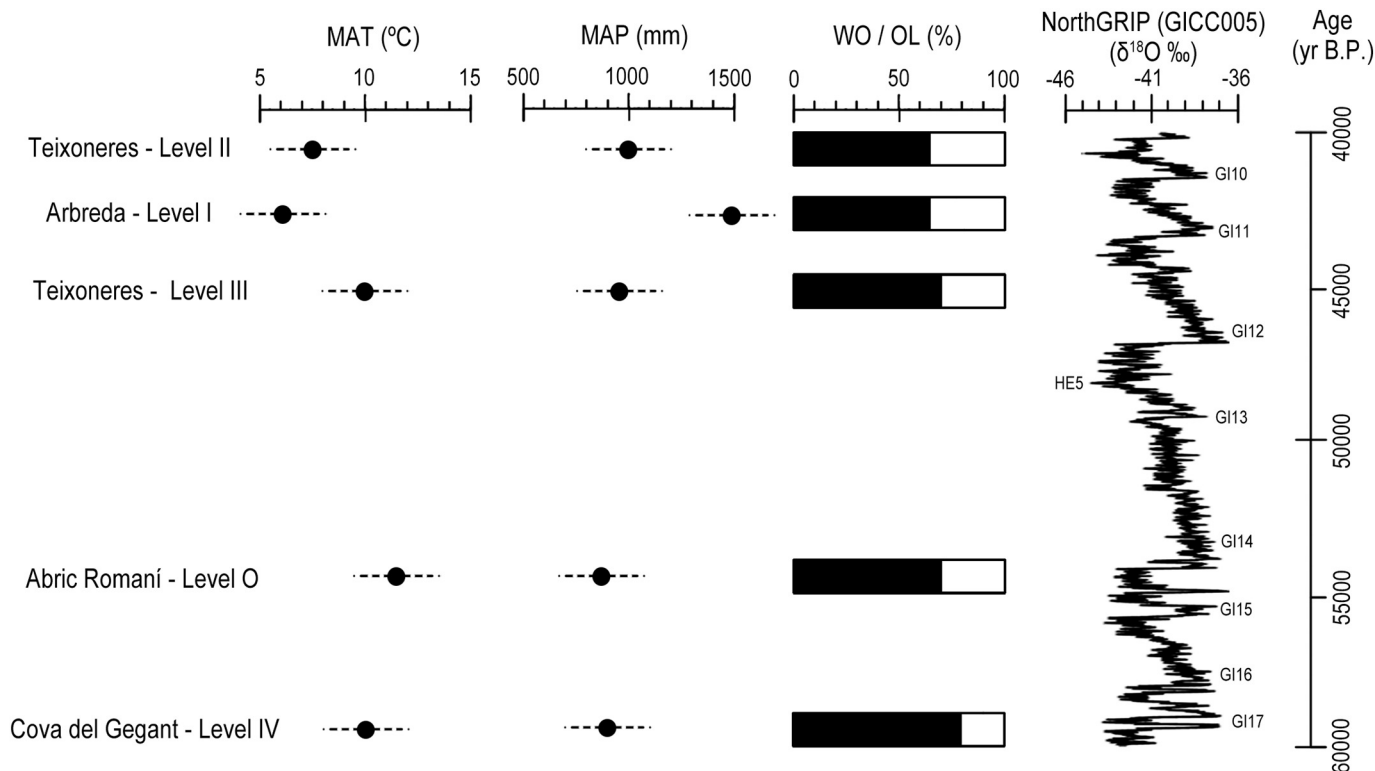 MAT (ºC)
MAP (mm)
WO / OL (%)
NorthGRIP (GICC005)
(δ¹⁸O ‰)
Age
(yr B.P.)
5 10 15
500 1000 1500
0 50 100
-46 -41 -36
Teixoneres - Level II
Arbreda - Level I
Teixoneres - Level III
Abric Romaní - Level O
Cova del Gegant - Level IV
GI10
GI11
GI12
HE5
GI13
GI14
GI15
GI16
GI17
40000
45000
50000
55000
60000